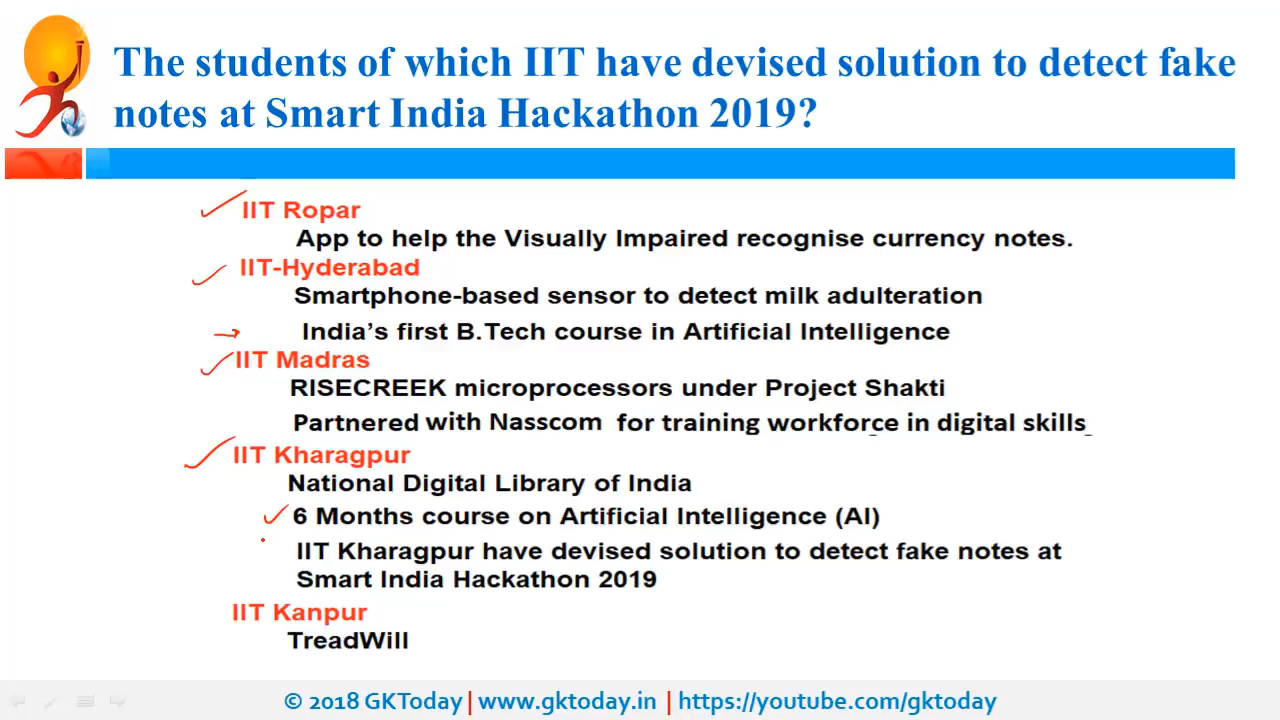 The students of which IIT have devised solution to detect fake
notes at Smart India Hackathon 2019?
IIT Ropar
App to help the Visually Impaired recognise currency notes.
IIT-Hyderabad
Smartphone-based sensor to detect milk adulteration
India's first B.Tech course in Artificial Intelligence
IIT Madras
RISECREEK microprocessors under Project Shakti
Partnered with Nasscom for training workforce in digital skills
IIT Kharagpur
National Digital Library of India
6 Months course on Artificial Intelligence (AI)
IIT Kharagpur have devised solution to detect fake notes at
Smart India Hackathon 2019
IIT Kanpur
TreadWill
© 2018 GKToday | www.gktoday.in | https://youtube.com/gktoday